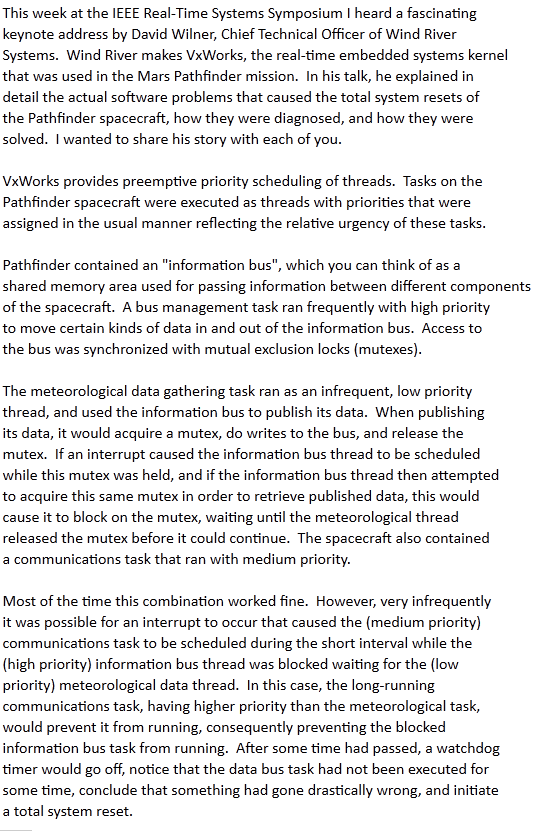 This week at the IEEE Real-Time Systems Symposium I heard a fascinating
keynote address by David Wilner, Chief Technical Officer of Wind River
Systems.  Wind River makes VxWorks, the real-time embedded systems kernel
that was used in the Mars Pathfinder mission.  In his talk, he explained in
detail the actual software problems that caused the total system resets of
the Pathfinder spacecraft, how they were diagnosed, and how they were
solved.  I wanted to share his story with each of you.

VxWorks provides preemptive priority scheduling of threads.  Tasks on the
Pathfinder spacecraft were executed as threads with priorities that were
assigned in the usual manner reflecting the relative urgency of these tasks.

Pathfinder contained an "information bus", which you can think of as a
shared memory area used for passing information between different components
of the spacecraft.  A bus management task ran frequently with high priority
to move certain kinds of data in and out of the information bus.  Access to
the bus was synchronized with mutual exclusion locks (mutexes).

The meteorological data gathering task ran as an infrequent, low priority
thread, and used the information bus to publish its data.  When publishing
its data, it would acquire a mutex, do writes to the bus, and release the
mutex.  If an interrupt caused the information bus thread to be scheduled
while this mutex was held, and if the information bus thread then attempted
to acquire this same mutex in order to retrieve published data, this would
cause it to block on the mutex, waiting until the meteorological thread
released the mutex before it could continue.  The spacecraft also contained
a communications task that ran with medium priority.

Most of the time this combination worked fine.  However, very infrequently
it was possible for an interrupt to occur that caused the (medium priority)
communications task to be scheduled during the short interval while the
(high priority) information bus thread was blocked waiting for the (low
priority) meteorological data thread.  In this case, the long-running
communications task, having higher priority than the meteorological task,
would prevent it from running, consequently preventing the blocked
information bus task from running.  After some time had passed, a watchdog
timer would go off, notice that the data bus task had not been executed for
some time, conclude that something had gone drastically wrong, and initiate
a total system reset.